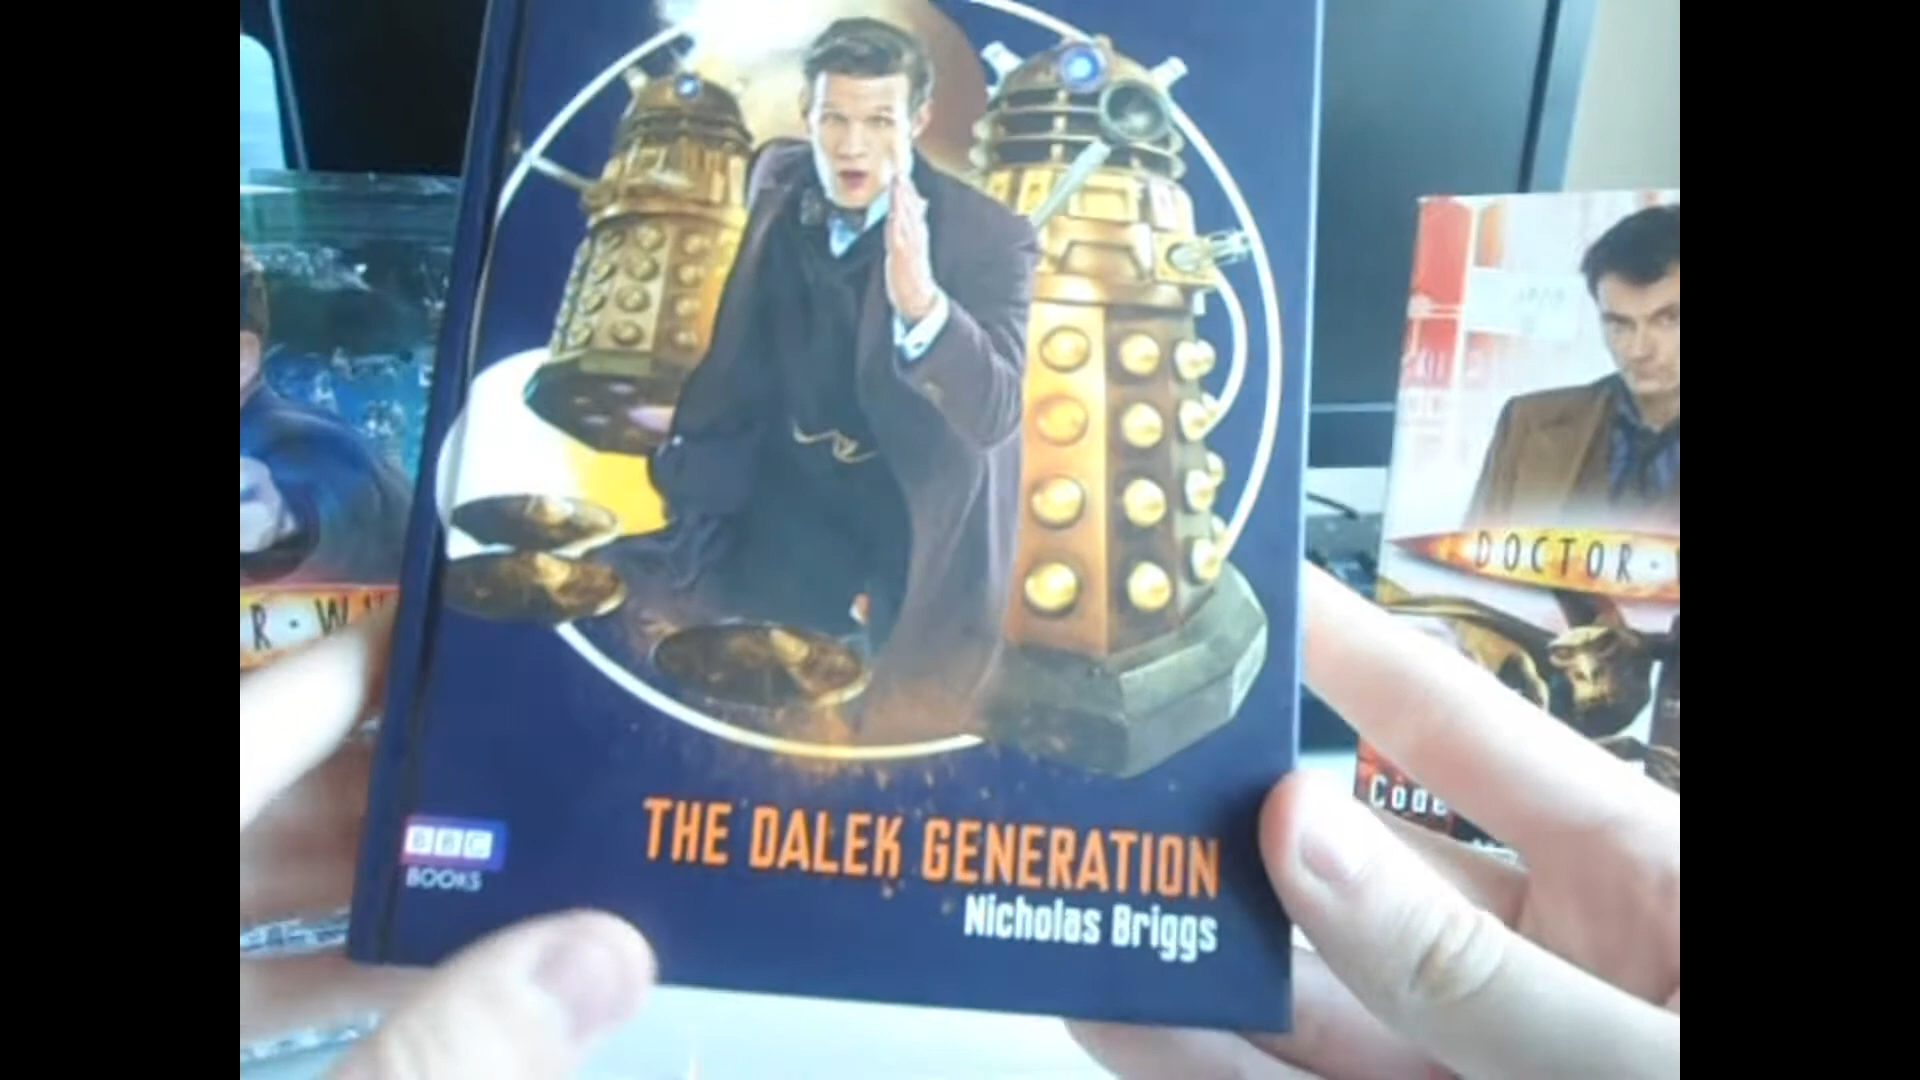 R · W
DOCTOR ·
Code
BBC
BOOKS
THE DALEK GENERATION
Nicholas Briggs